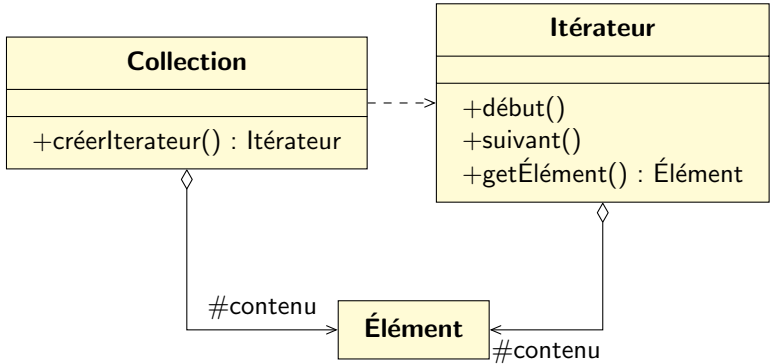 Collection
+créerIterateur() : Itérateur
Itérateur
+début()
+suivant()
+getÉlément() : Élément
#contenu
Élément
#contenu